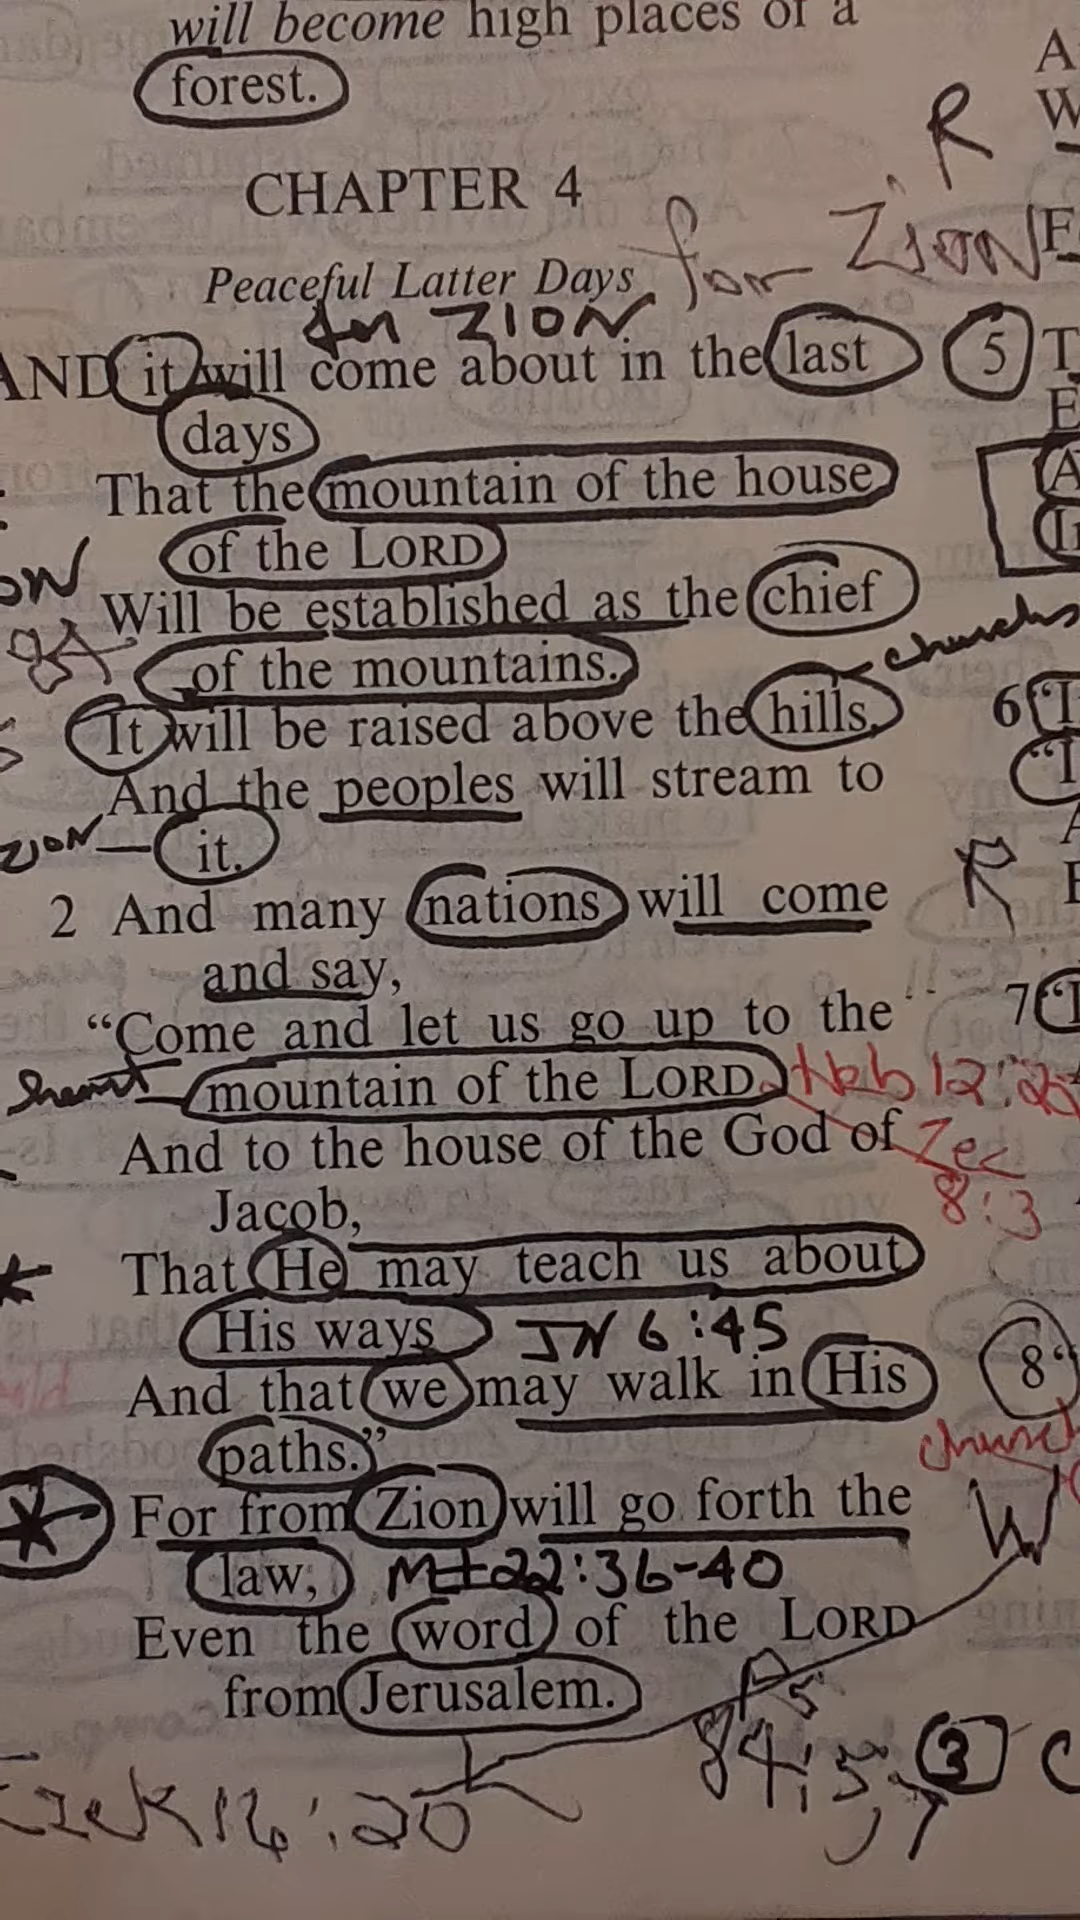 will become high places of a
forest.
R
CHAPTER 4
for ZION
Peaceful Latter Days
In ZION
AND it will come about in the last
days
That the mountain of the house
of the LORD
Will be established as the chief
of the mountains.
churches
It will be raised above the hills,
And the peoples will stream to
ZION
it.
2 And many nations will come
and say,
"Come and let us go up to the
mountain of the LORD
Heb 12:
And to the house of the God of
Zec
8:3
Jacob,
That He may teach us about
His ways
JN 6:45
And that we may walk in His
paths."
church
For from Zion will go forth the
W
law,
Mt 22:36-40
Even the word of the LORD
from Jerusalem.
Ps
84:5,7
3
5
6
7
8
R